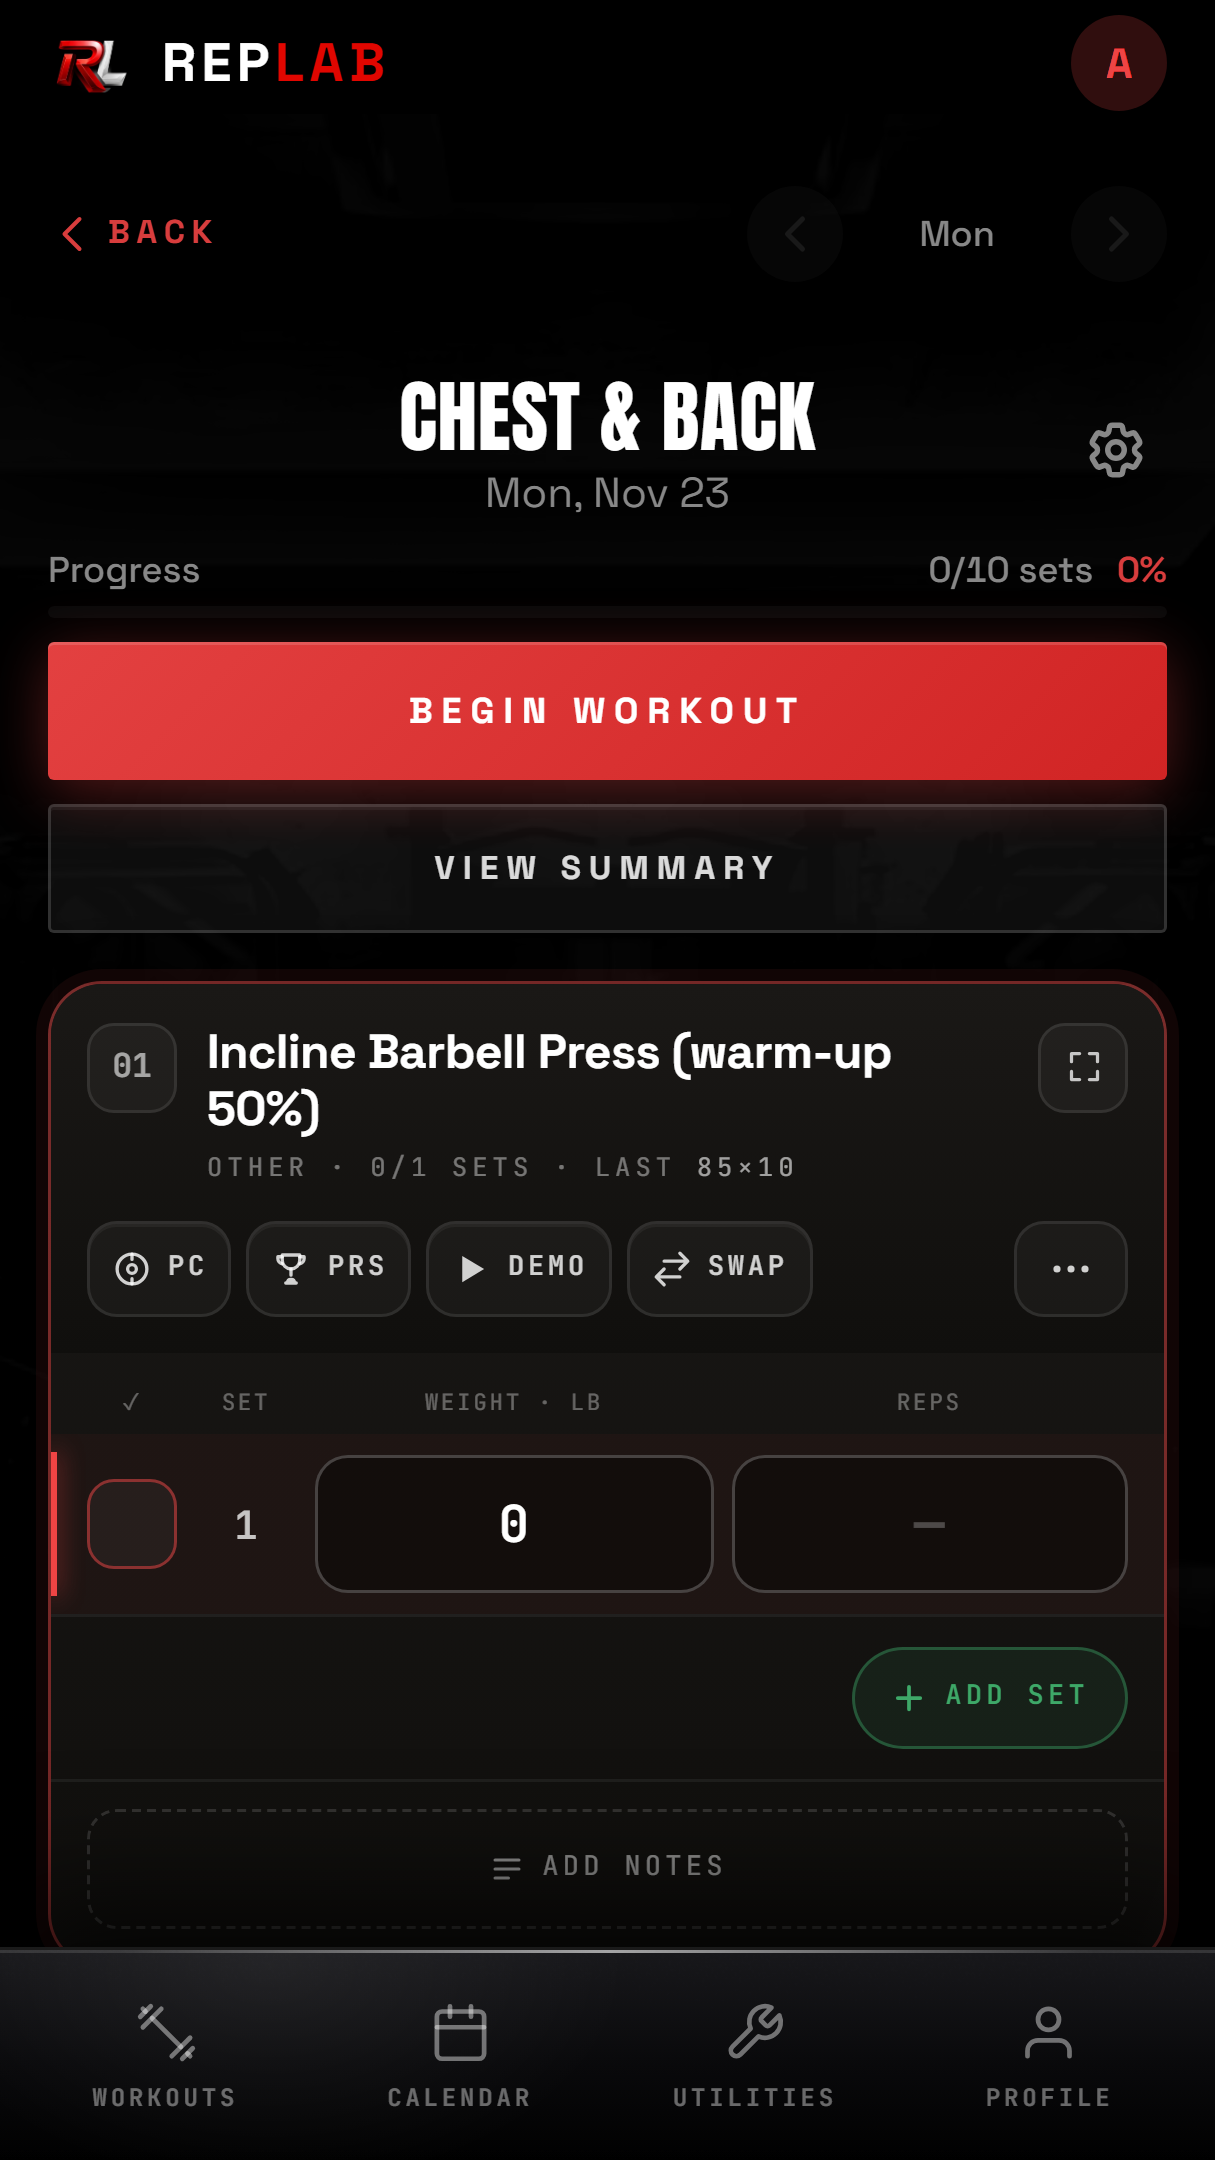 RL REPLAB
A
BACK
Mon
CHEST & BACK
Mon, Nov 23
Progress
0/10 sets 0%
BEGIN WORKOUT
VIEW SUMMARY
01
Incline Barbell Press (warm-up
50%)
OTHER · 0/1 SETS · LAST 85×10
PC
PRS
DEMO
SWAP
✓ SET WEIGHT · LB REPS
1 0 –
+ ADD SET
ADD NOTES
WORKOUTS
CALENDAR
UTILITIES
PROFILE